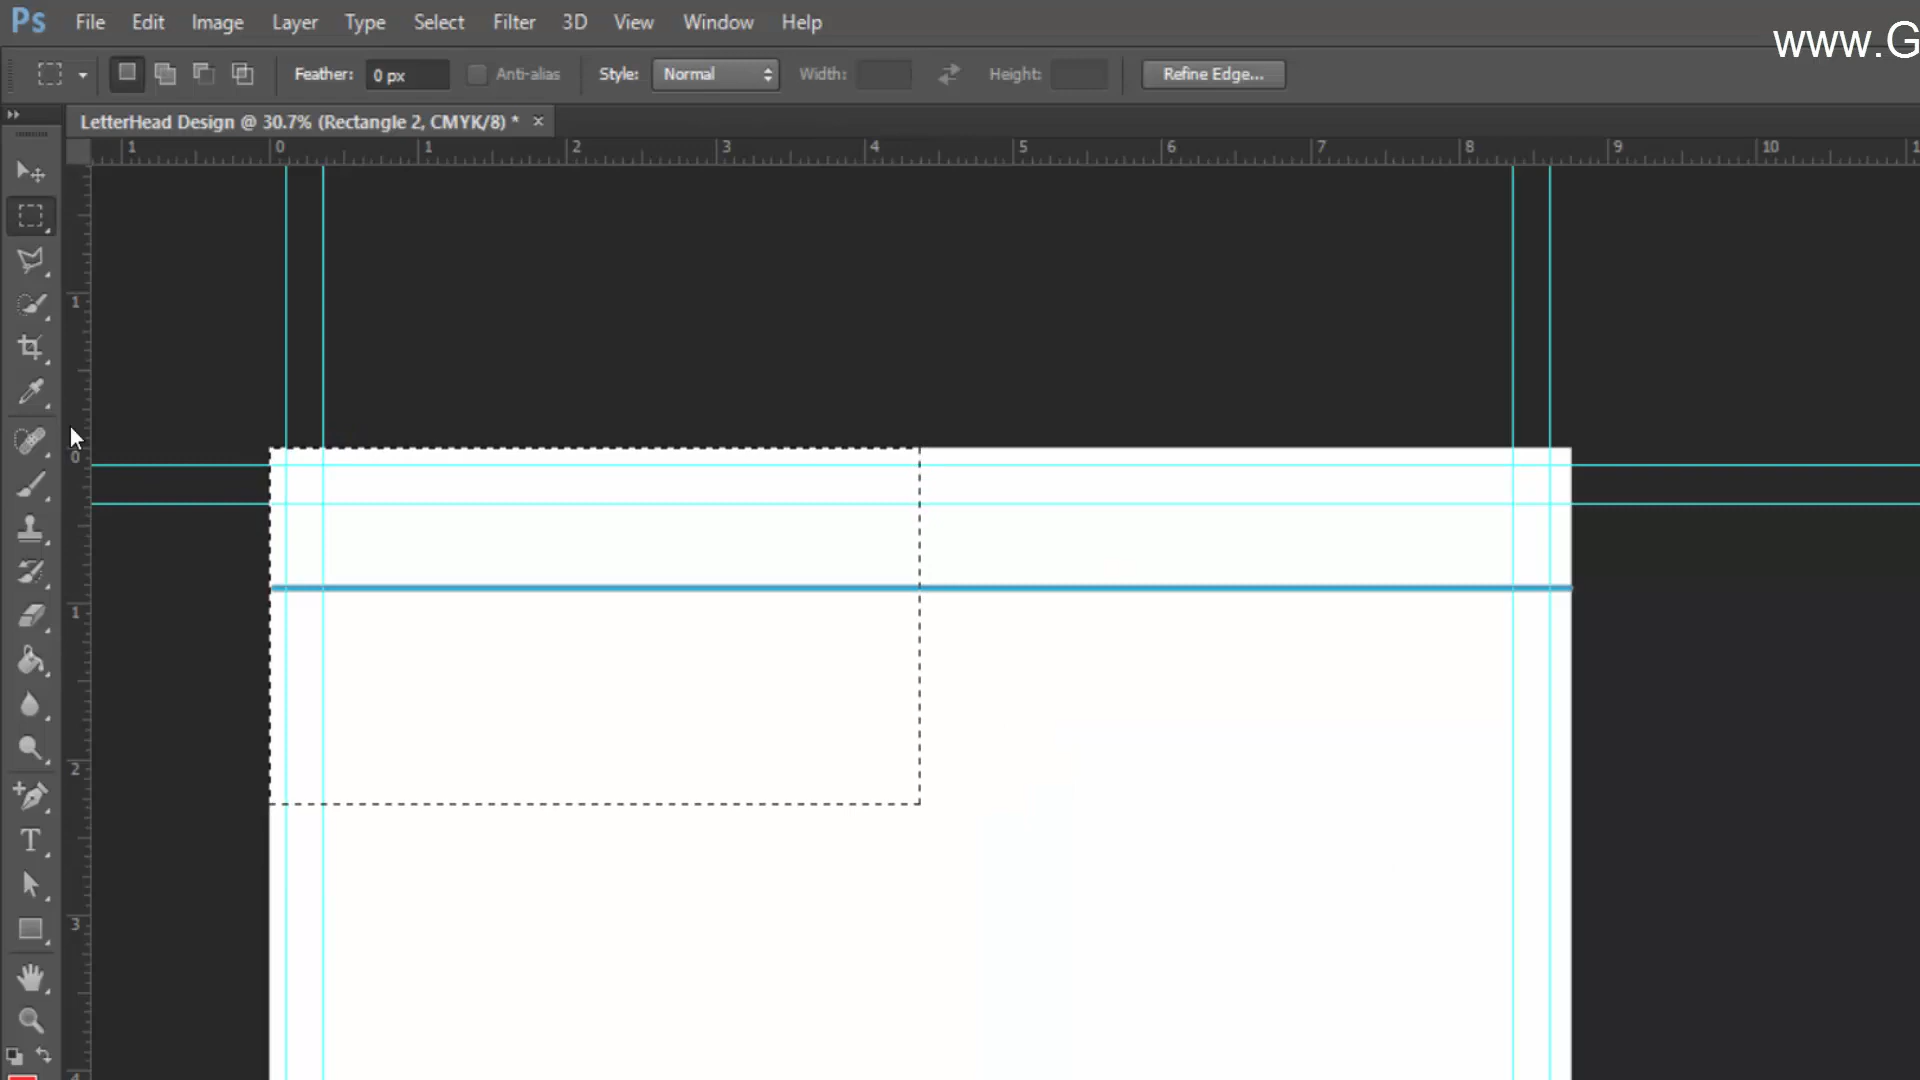 www.G
Ps File Edit Image Layer Type Select Filter 3D View Window Help
Feather: 0 px Anti-alias Style: Normal Width: Height: Refine Edge...
LetterHead Design @ 30.7% (Rectangle 2, CMYK/8) * ×
1 0 1 2 3 4 5 6 7 8 9 10 1
1
0
1
2
3
4
T